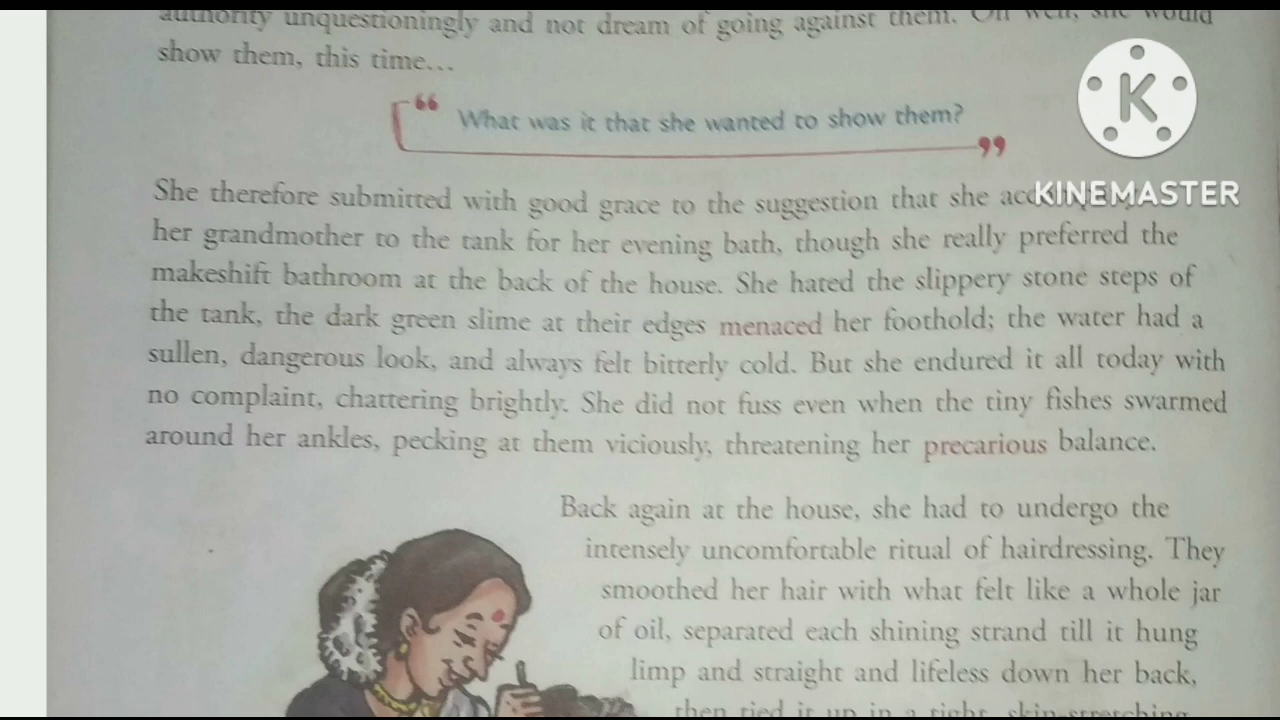 authority unquestioningly and not dream of going against them. Oh well, she would
show them, this time...
“ What was it that she wanted to show them? ”
K
KINEMASTER
She therefore submitted with good grace to the suggestion that she
her grandmother to the tank for her evening bath, though she really preferred the
makeshift bathroom at the back of the house. She hated the slippery stone steps of
the tank, the dark green slime at their edges menaced her foothold; the water had a
sullen, dangerous look, and always felt bitterly cold. But she endured it all today with
no complaint, chattering brightly. She did not fuss even when the tiny fishes swarmed
around her ankles, pecking at them viciously, threatening her precarious balance.
Back again at the house, she had to undergo the
intensely uncomfortable ritual of hairdressing. They
smoothed her hair with what felt like a whole jar
of oil, separated each shining strand till it hung
limp and straight and lifeless down her back,
then tied it up in a tight, skin-stretching